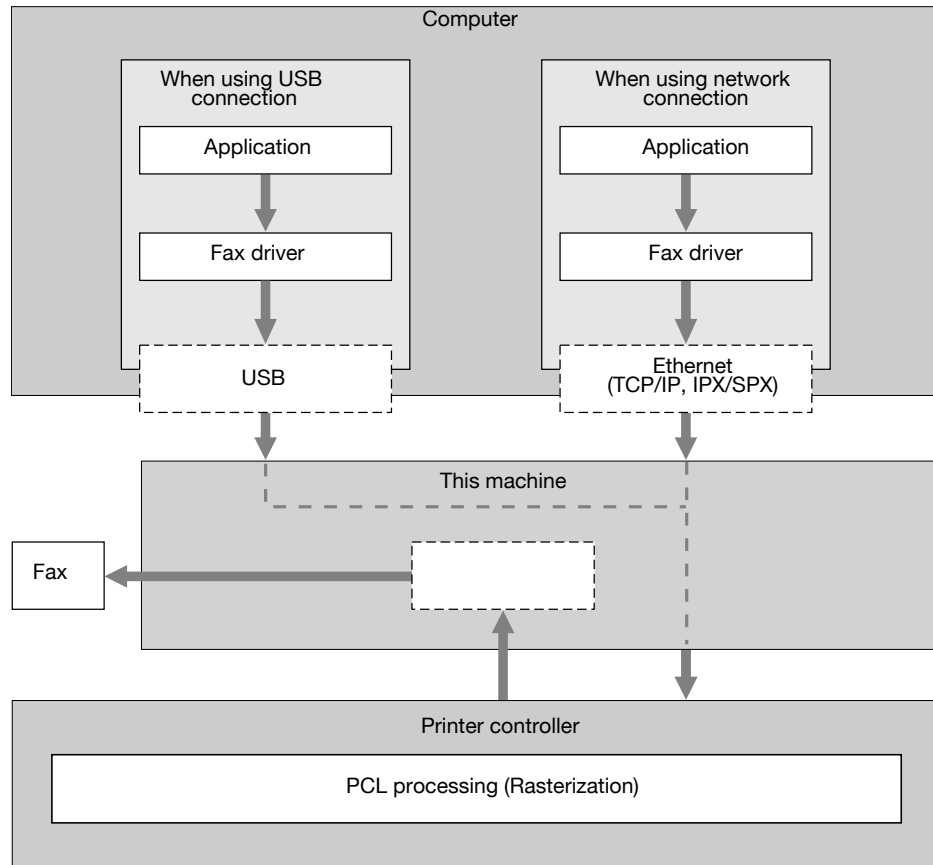 Computer
When using USB
connection
Application
Fax driver
USB
When using network
connection
Application
Fax driver
Ethernet
(TCP/IP, IPX/SPX)
This machine
Fax
Printer controller
PCL processing (Rasterization)